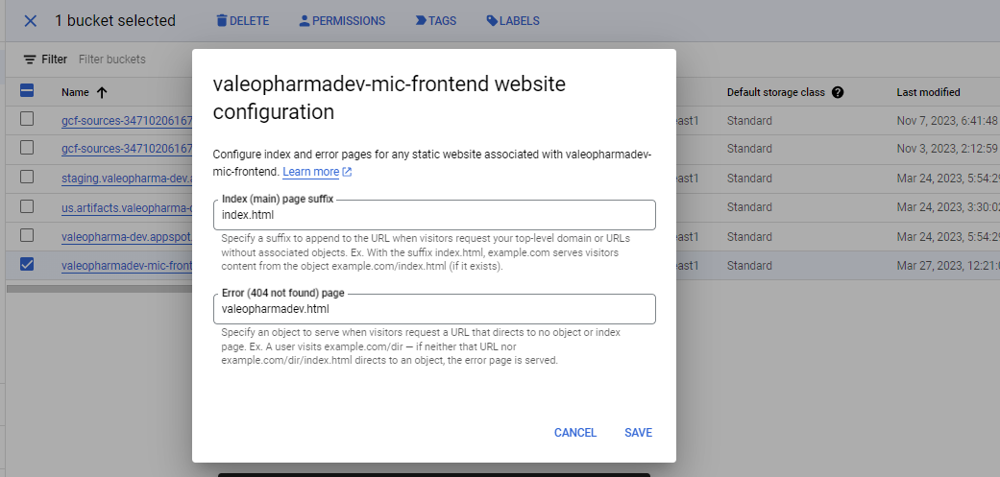 1 bucket selected DELETE PERMISSIONS TAGS LABELS
Filter Filter buckets
Name Default storage class Last modified
gcf-sources-34710206167 east1 Standard Nov 7, 2023, 6:41:48
gcf-sources-34710206167 Standard Nov 3, 2023, 2:12:59
staging.valeopharma-dev. east1 Standard Mar 24, 2023, 5:54:29
us.artifacts.valeopharma- Standard Mar 24, 2023, 3:30:02
valeopharma-dev.appspot. east1 Standard Mar 24, 2023, 5:54:29
valeopharmadev-mic-front east1 Standard Mar 27, 2023, 12:21:0
valeopharmadev-mic-frontend website
configuration
Configure index and error pages for any static website associated with valeopharmadev-
mic-frontend. Learn more
Index (main) page suffix
index.html
Specify a suffix to append to the URL when visitors request your top-level domain or URLs
without associated objects. Ex. With the suffix index.html, example.com serves visitors
content from the object example.com/index.html (if it exists).
Error (404 not found) page
valeopharmadev.html
Specify an object to serve when visitors request a URL that directs to no object or index
page. Ex. A user visits example.com/dir — if neither that URL nor
example.com/dir/index.html directs to an object, the error page is served.
CANCEL SAVE